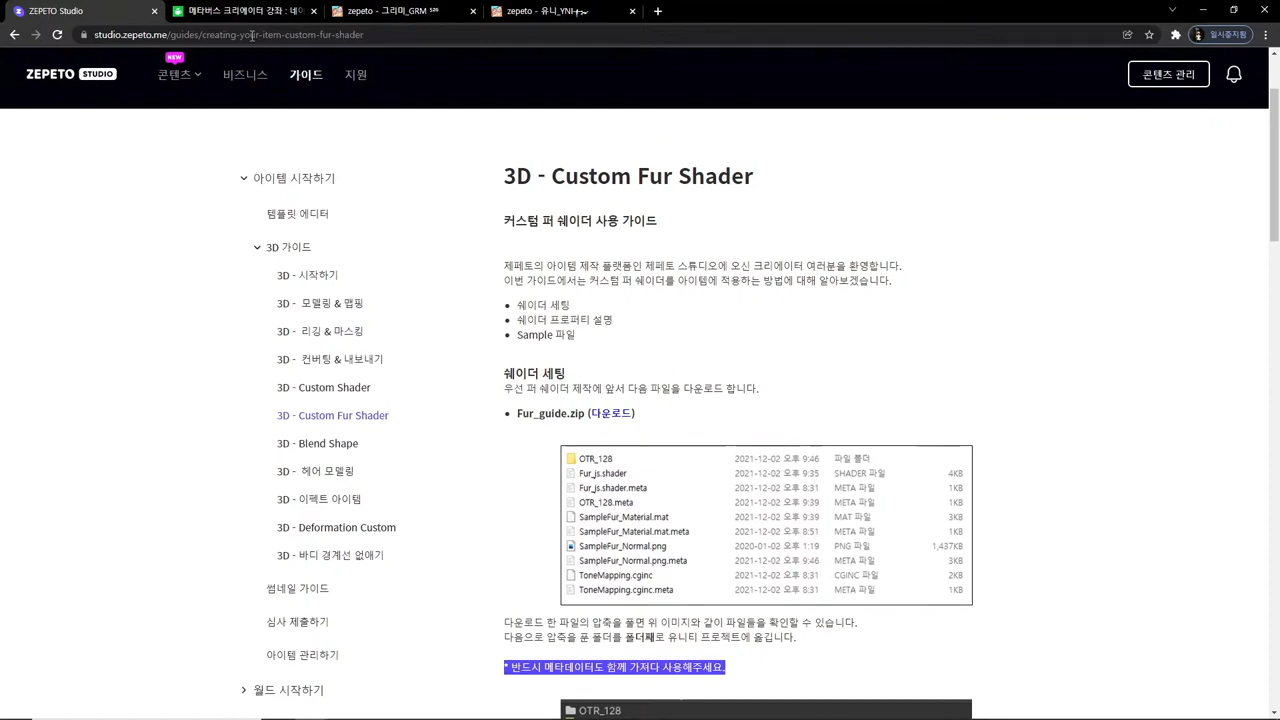 ZEPETO Studio
메타버스 크리에이터 강좌 : 네이
zepeto - 그리미_GRM
zepeto - 유니_YNI
studio.zepeto.me/guides/creating-your-item-custom-fur-shader
일시중지됨
ZEPETO STUDIO
NEW
콘텐츠
비즈니스
가이드
지원
콘텐츠 관리
아이템 시작하기
템플릿 에디터
3D 가이드
3D - 시작하기
3D - 모델링 & 맵핑
3D - 리깅 & 마스킹
3D - 컨버팅 & 내보내기
3D - Custom Shader
3D - Custom Fur Shader
3D - Blend Shape
3D - 헤어 모델링
3D - 이펙트 아이템
3D - Deformation Custom
3D - 바디 경계선 없애기
썸네일 가이드
심사 제출하기
아이템 관리하기
월드 시작하기
3D - Custom Fur Shader
커스텀 퍼 쉐이더 사용 가이드
제페토의 아이템 제작 플랫폼인 제페토 스튜디오에 오신 크리에이터 여러분을 환영합니다.
이번 가이드에서는 커스텀 퍼 쉐이더를 아이템에 적용하는 방법에 대해 알아보겠습니다.
• 쉐이더 세팅
• 쉐이더 프로퍼티 설명
• Sample 파일
쉐이더 세팅
우선 퍼 쉐이더 제작에 앞서 다음 파일을 다운로드 합니다.
• Fur_guide.zip (다운로드)
OTR_128 2021-12-02 오후 9:46 파일 폴더
Fur_js.shader 2021-12-02 오후 9:35 SHADER 파일 4KB
Fur_js.shader.meta 2021-12-02 오후 8:31 META 파일 1KB
OTR_128.meta 2021-12-02 오후 9:39 META 파일 1KB
SampleFur_Material.mat 2021-12-02 오후 9:39 MAT 파일 3KB
SampleFur_Material.mat.meta 2021-12-02 오후 8:51 META 파일 1KB
SampleFur_Normal.png 2020-01-02 오후 1:19 PNG 파일 1,437KB
SampleFur_Normal.png.meta 2021-12-02 오후 9:46 META 파일 3KB
ToneMapping.cginc 2021-12-02 오후 8:31 CGINC 파일 2KB
ToneMapping.cginc.meta 2021-12-02 오후 8:31 META 파일 1KB
다운로드 한 파일의 압축을 풀면 위 이미지와 같이 파일들을 확인할 수 있습니다.
다음으로 압축을 푼 폴더를 폴더째로 유니티 프로젝트에 옮깁니다.
* 반드시 메타데이터도 함께 가져다 사용해주세요.
OTR_128